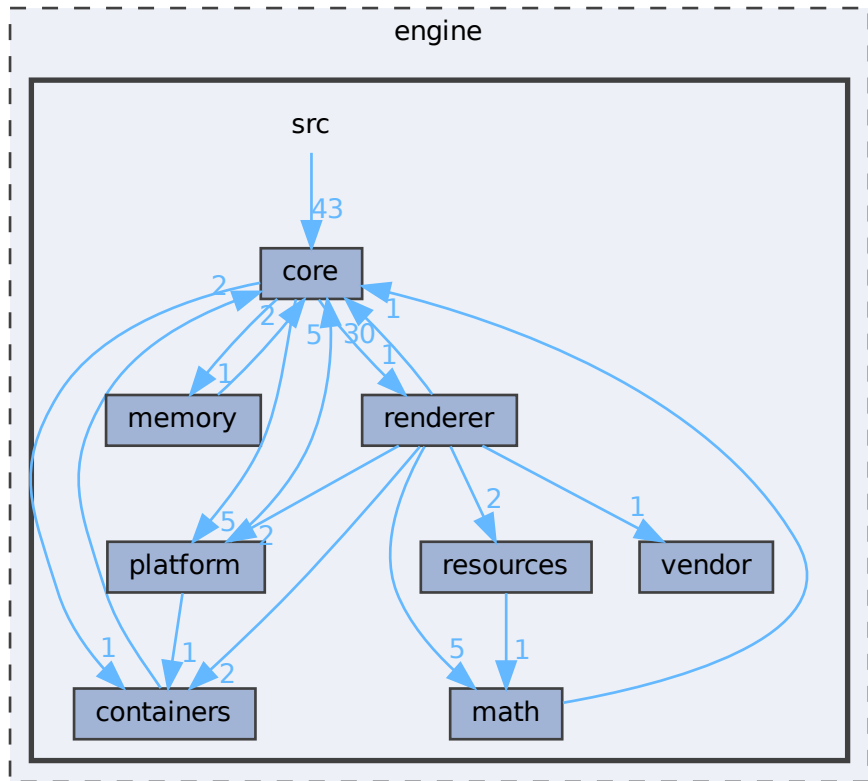 engine
src
43
core
2
2
5
30
1
1
1
memory
renderer
5
2
2
1
platform
resources
vendor
1
1
2
5
1
containers
math